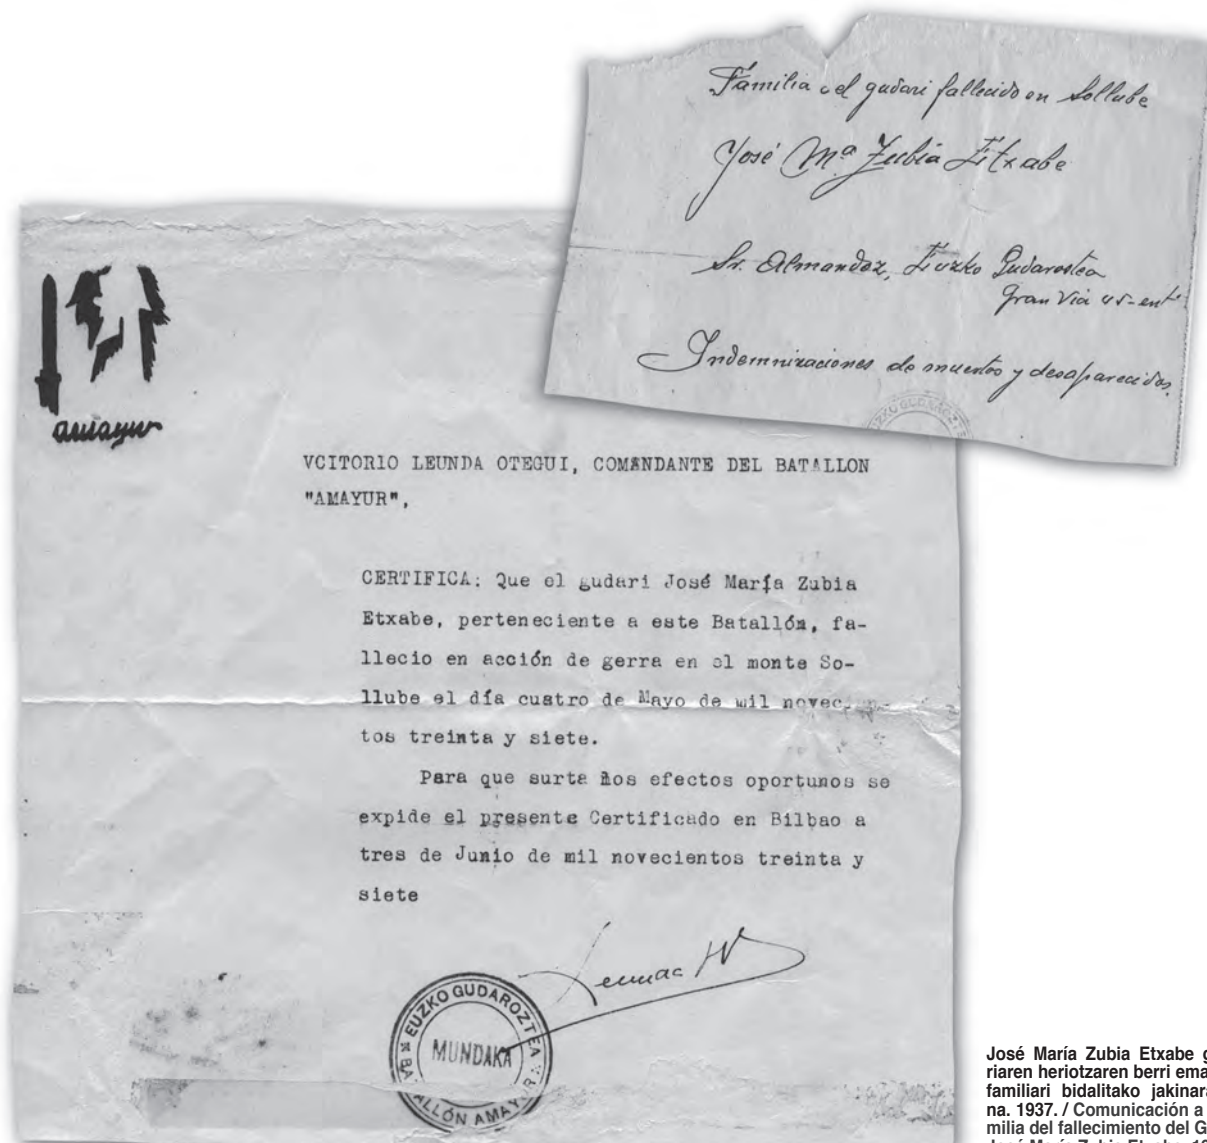 Familia del gudari fallecido en Sollube
José Mª Zubia Etxabe
Sr. Almandoz, Euzko Gudarostea
Gran Via 45-entº
Indemnizaciones de muertos y desaparecidos.
EUZKO GUDAROZTE
amayur
VCITORIO LEUNDA OTEGUI, COMANDANTE DEL BATALLON
"AMAYUR",
CERTIFICA: Que el gudari José María Zubia
Etxabe, perteneciente a este Batallón, fa-
llecio en acción de gerra en el monte So-
llube el día cuatro de Mayo de mil novec
tos treinta y siete.
Para que surta los efectos oportunos se
expide el presente Certificado en Bilbao a
tres de Junio de mil novecientos treinta y
siete
EUZKO GUDAROZTEA
MUNDAKA
BATALLÓN AMAYUR
José María Zubia Etxabe g
riaren heriotzaren berri ema
familiari bidalitako jakinar
na. 1937. / Comunicación a
milia del fallecimiento del G